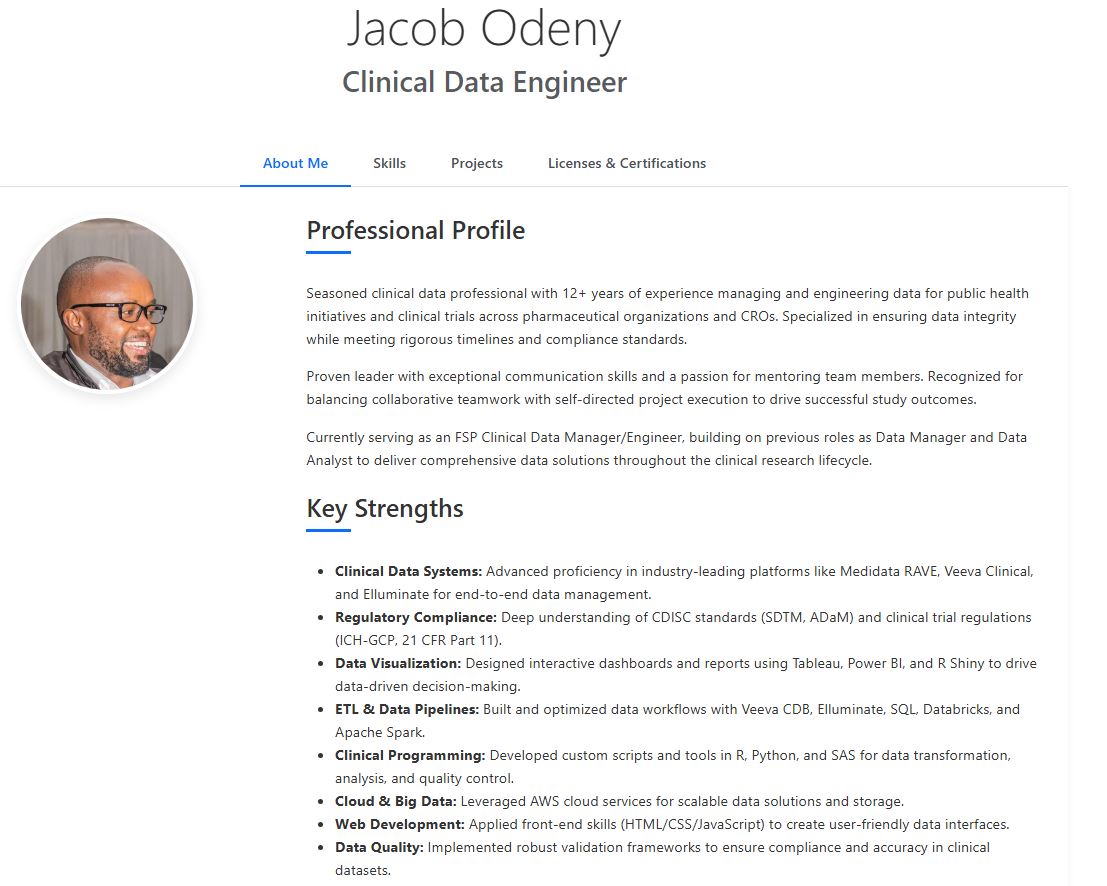 Jacob Odeny
Clinical Data Engineer
About Me Skills Projects Licenses & Certifications
Professional Profile
Seasoned clinical data professional with 12+ years of experience managing and engineering data for public health
initiatives and clinical trials across pharmaceutical organizations and CROs. Specialized in ensuring data integrity
while meeting rigorous timelines and compliance standards.
Proven leader with exceptional communication skills and a passion for mentoring team members. Recognized for
balancing collaborative teamwork with self-directed project execution to drive successful study outcomes.
Currently serving as an FSP Clinical Data Manager/Engineer, building on previous roles as Data Manager and Data
Analyst to deliver comprehensive data solutions throughout the clinical research lifecycle.
Key Strengths
• Clinical Data Systems: Advanced proficiency in industry-leading platforms like Medidata RAVE, Veeva Clinical,
and Elluminate for end-to-end data management.
• Regulatory Compliance: Deep understanding of CDISC standards (SDTM, ADaM) and clinical trial regulations
(ICH-GCP, 21 CFR Part 11).
• Data Visualization: Designed interactive dashboards and reports using Tableau, Power BI, and R Shiny to drive
data-driven decision-making.
• ETL & Data Pipelines: Built and optimized data workflows with Veeva CDB, Elluminate, SQL, Databricks, and
Apache Spark.
• Clinical Programming: Developed custom scripts and tools in R, Python, and SAS for data transformation,
analysis, and quality control.
• Cloud & Big Data: Leveraged AWS cloud services for scalable data solutions and storage.
• Web Development: Applied front-end skills (HTML/CSS/JavaScript) to create user-friendly data interfaces.
• Data Quality: Implemented robust validation frameworks to ensure compliance and accuracy in clinical
datasets.